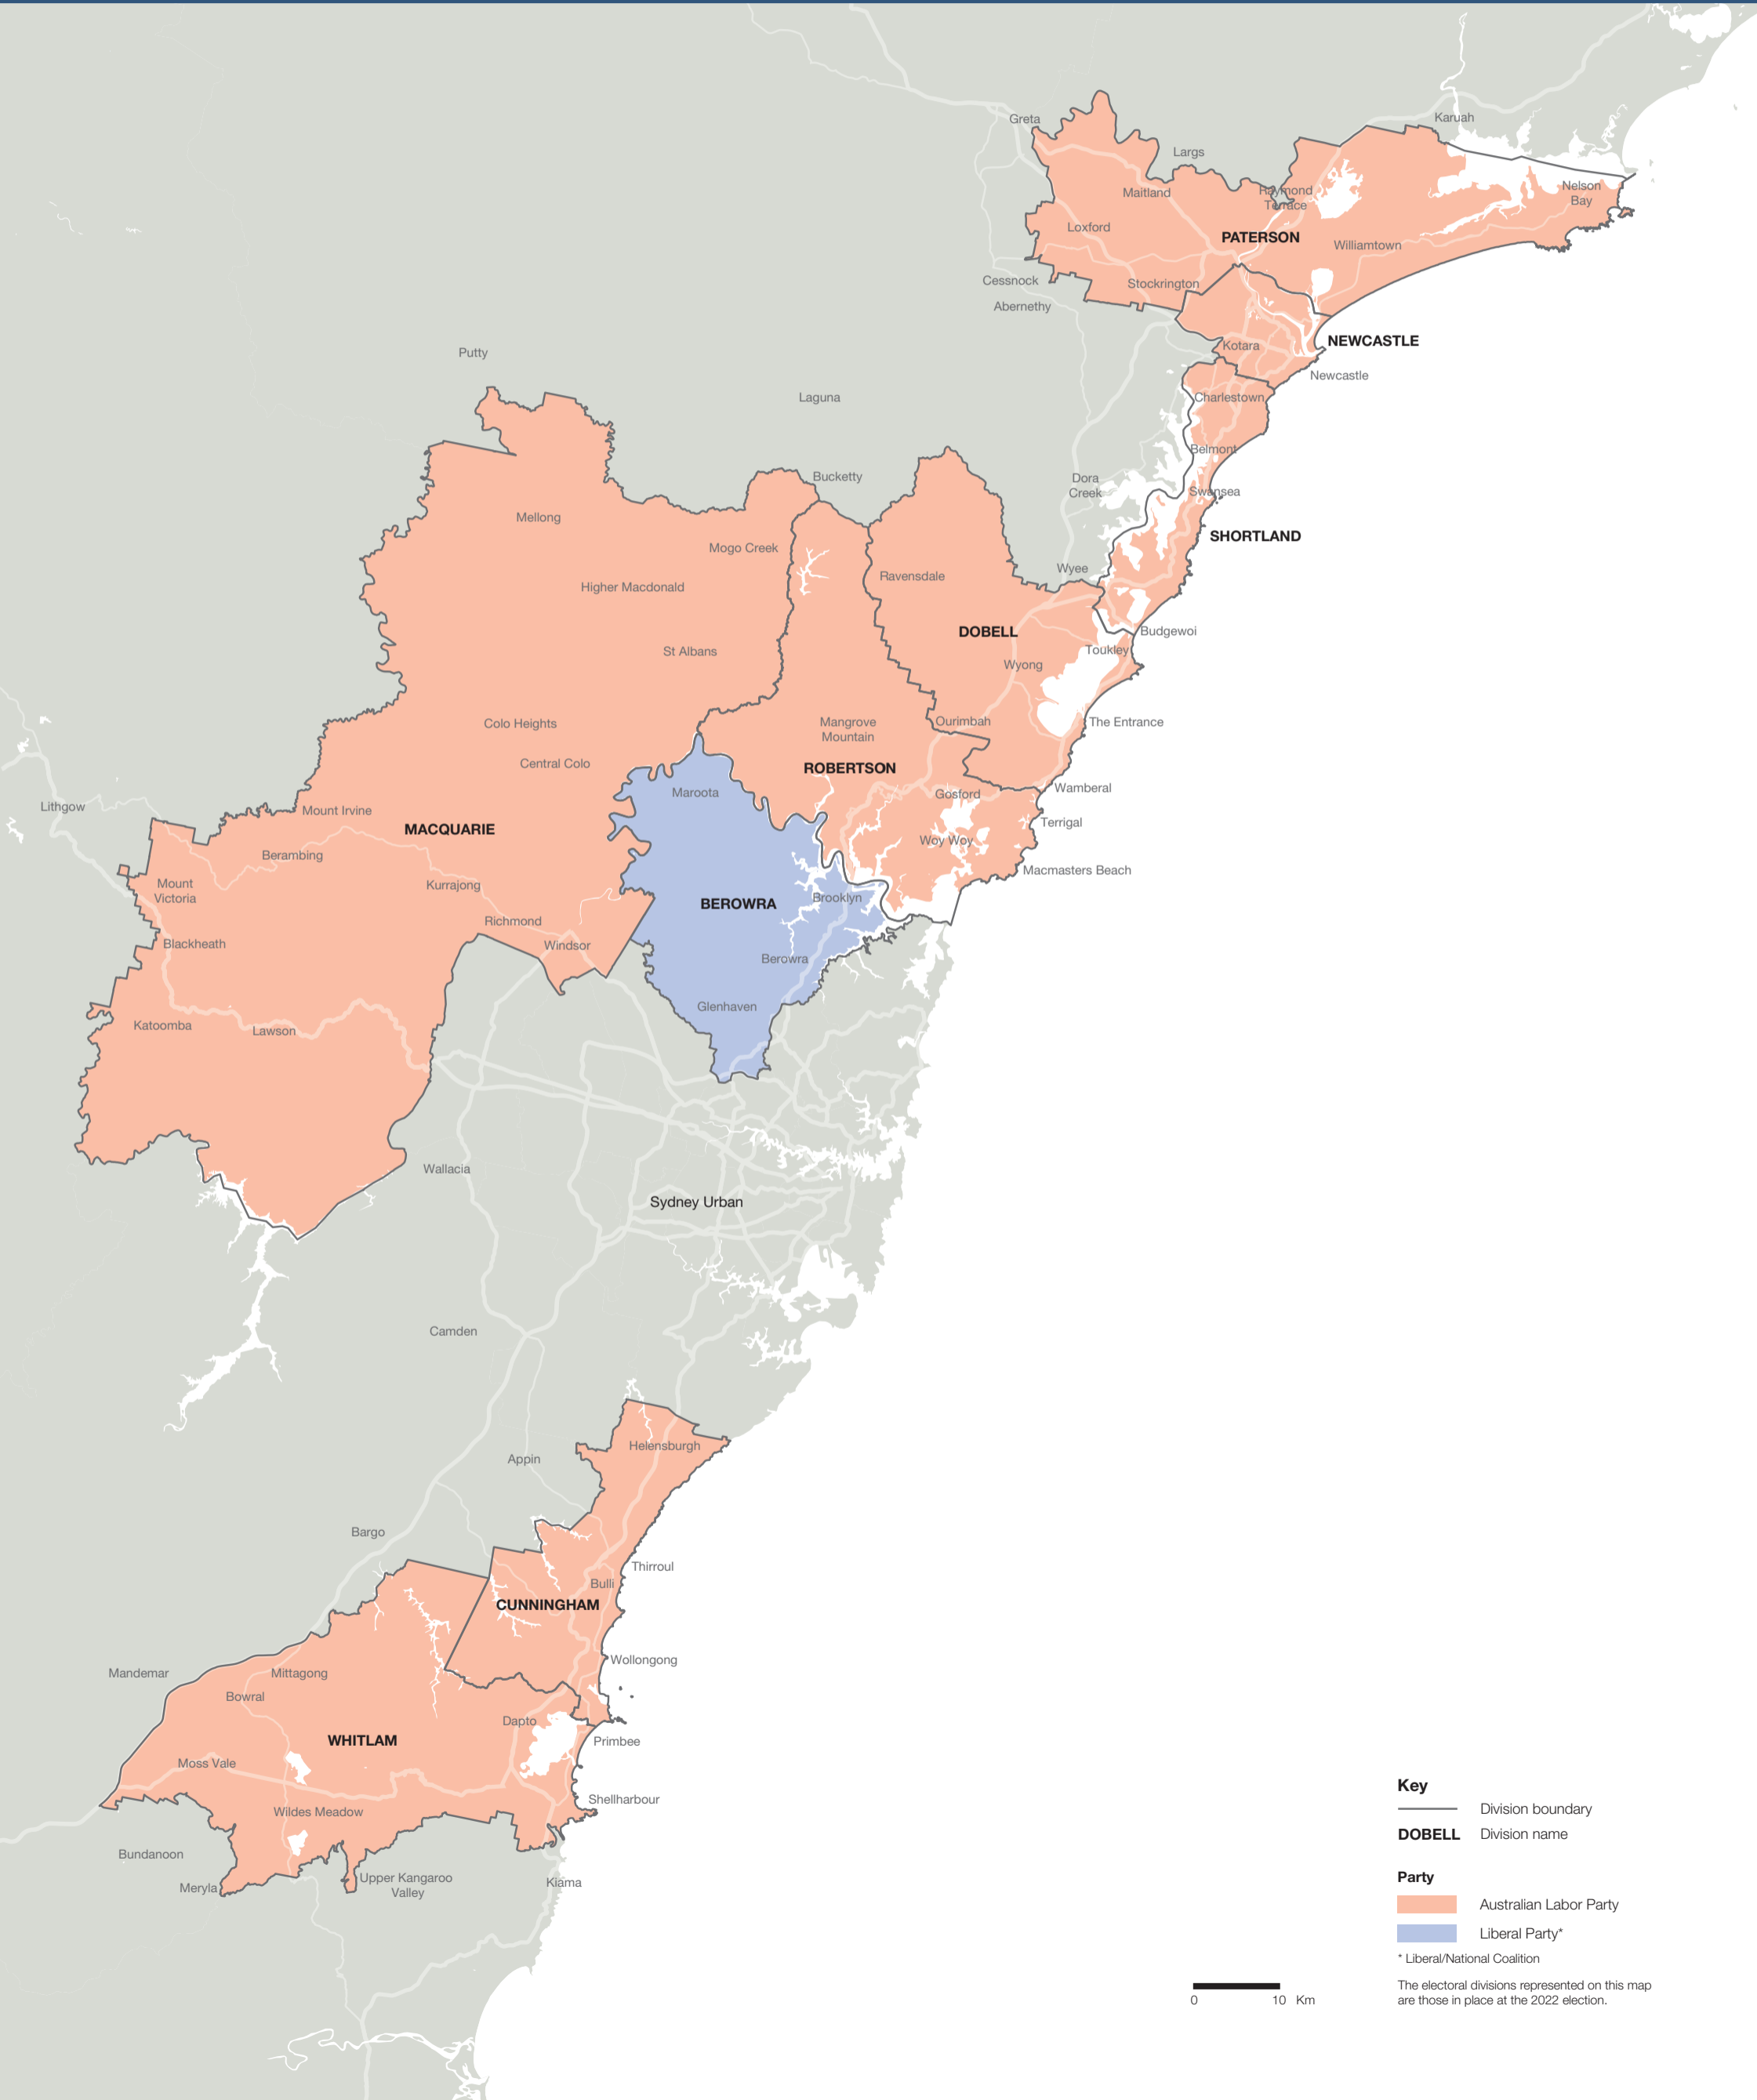 Karuah
Greta
Largs
Maitland
Raymond
Terrace
Nelson
Bay
Loxford
PATERSON
Williamtown
Cessnock
Stockrington
Abernethy
NEWCASTLE
Kotara
Putty
Newcastle
Laguna
Charlestown
Belmont
Bucketty
Dora
Creek
Swansea
Mellong
SHORTLAND
Mogo Creek
Wyee
Ravensdale
Higher Macdonald
DOBELL
Budgewoi
St Albans
Toukley
Wyong
Colo Heights
Mangrove
Mountain
Ourimbah
The Entrance
Central Colo
ROBERTSON
Maroota
Gosford
Wamberal
Lithgow
Mount Irvine
Terrigal
MACQUARIE
Woy Woy
Berambing
Macmasters Beach
Mount
Victoria
Kurrajong
BEROWRA
Brooklyn
Richmond
Blackheath
Windsor
Berowra
Glenhaven
Katoomba
Lawson
Wallacia
Sydney Urban
Camden
Helensburgh
Appin
Bargo
Thirroul
Bulli
CUNNINGHAM
Wollongong
Mandemar
Mittagong
Bowral
Dapto
WHITLAM
Primbee
Moss Vale
Shellharbour
Wildes Meadow
Bundanoon
Upper Kangaroo
Valley
Meryla
Kiama
Key
Division boundary
DOBELL Division name
Party
Australian Labor Party
Liberal Party*
* Liberal/National Coalition
The electoral divisions represented on this map
are those in place at the 2022 election.
0 10 Km